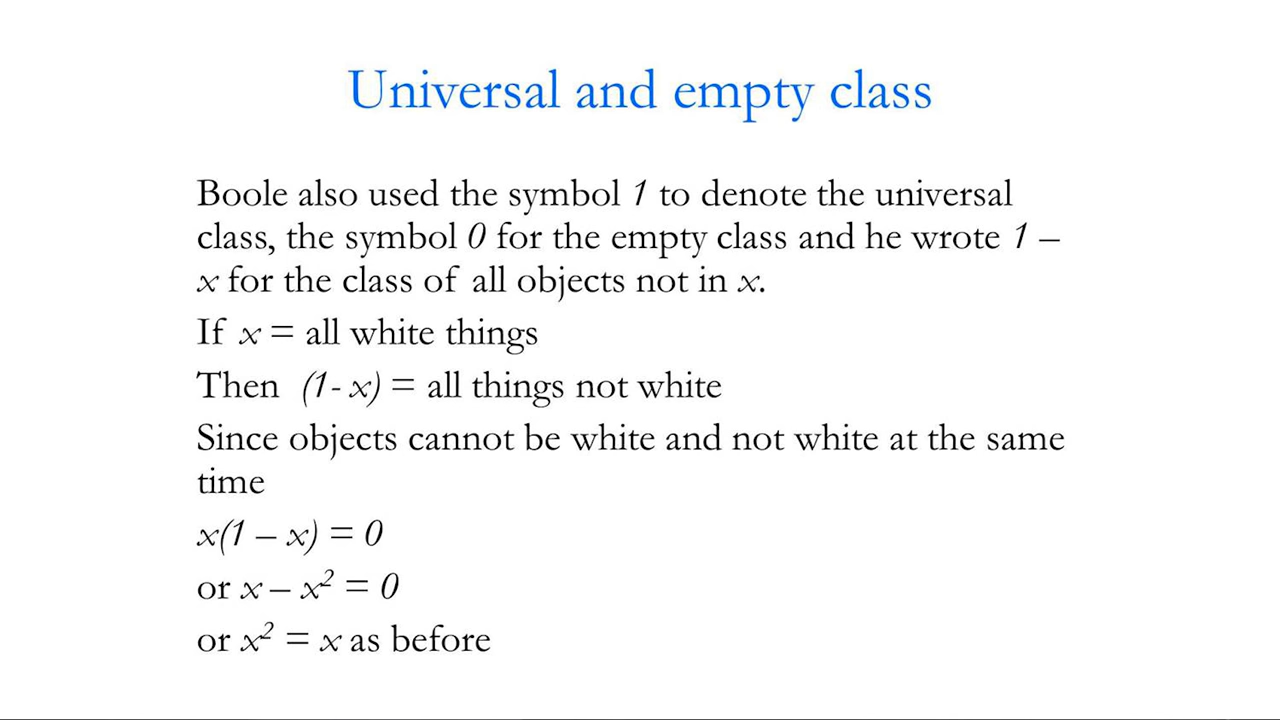 Universal and empty class
Boole also used the symbol 1 to denote the universal
class, the symbol 0 for the empty class and he wrote 1 –
x for the class of all objects not in x.
If x = all white things
Then (1- x) = all things not white
Since objects cannot be white and not white at the same
time
x(1 – x) = 0
or x – x² = 0
or x² = x as before